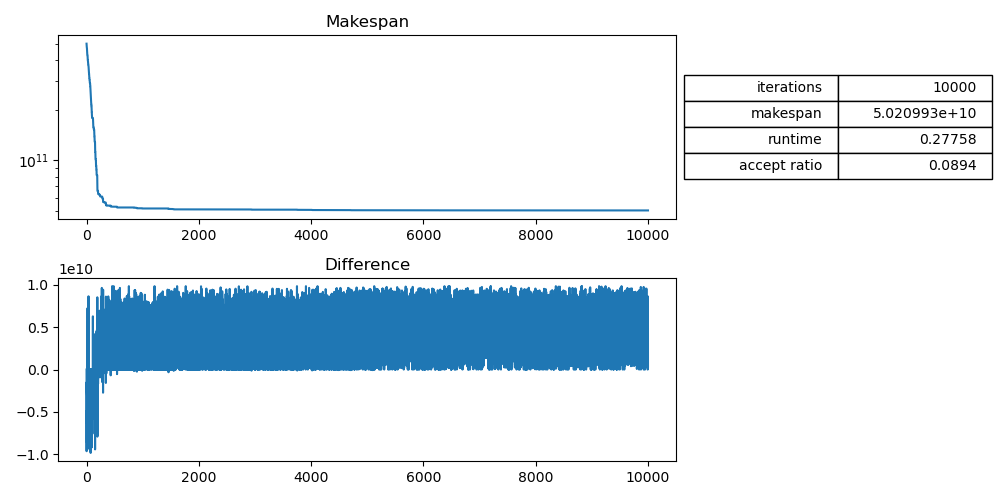 Makespan
10^11
0 2000 4000 6000 8000 10000
iterations 10000
makespan 5.020993e+10
runtime 0.27758
accept ratio 0.0894
Difference
1e10
1.0
0.5
0.0
−0.5
−1.0
0 2000 4000 6000 8000 10000